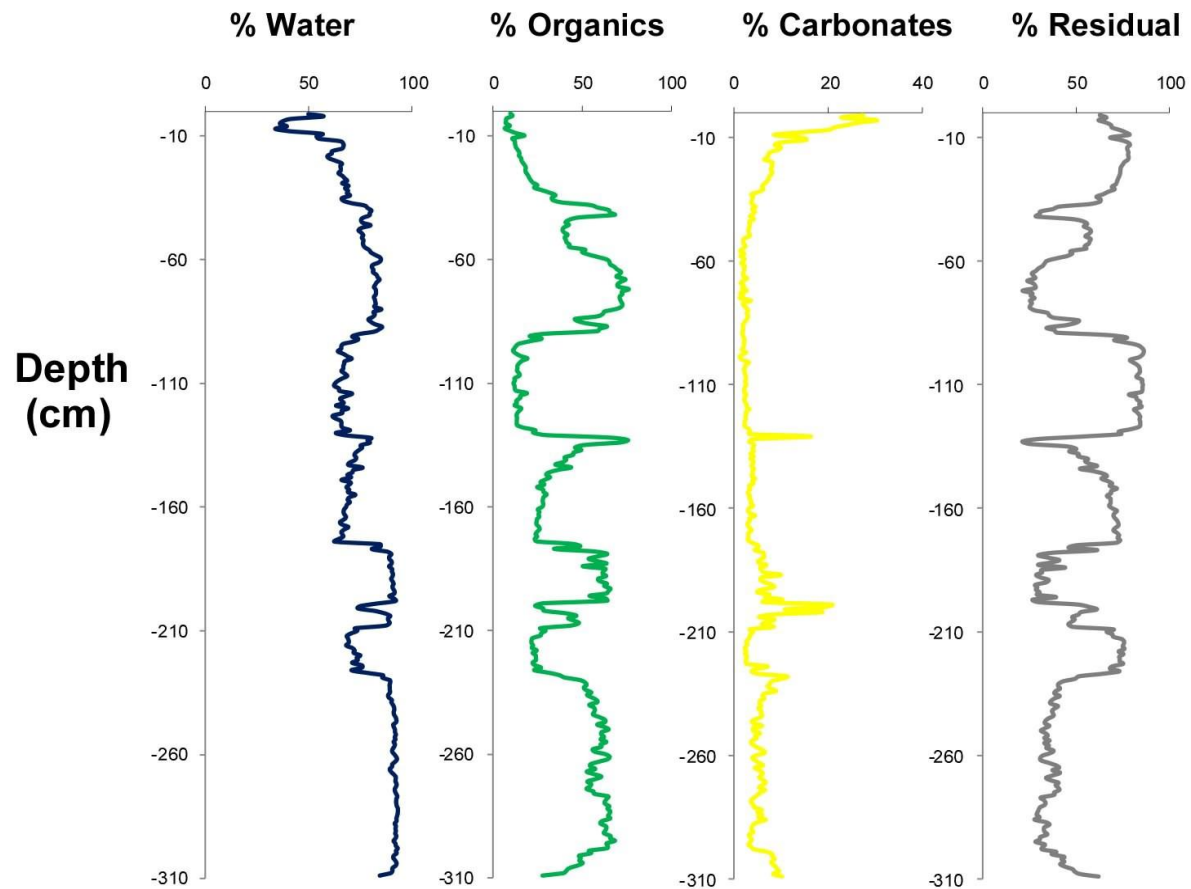 % Water
% Organics
% Carbonates
% Residual
0 50 100
0 50 100
0 20 40
0 50 100
-10 -10 -10 -10
-60 -60 -60 -60
Depth
(cm)
-110 -110 -110 -110
-160 -160 -160 -160
-210 -210 -210 -210
-260 -260 -260 -260
-310 -310 -310 -310